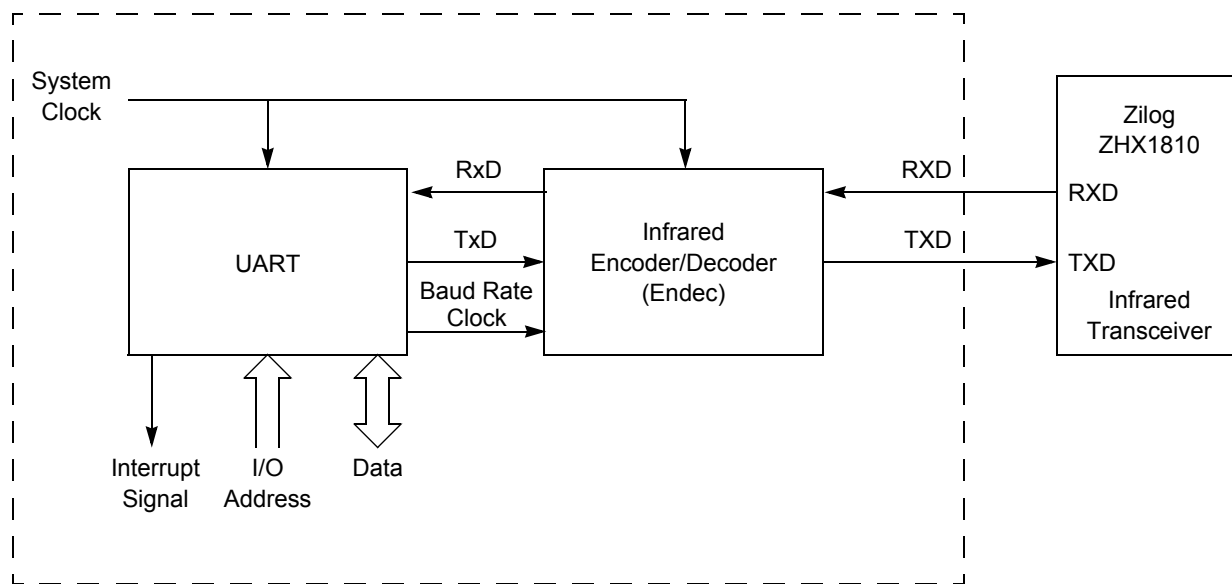 System
Clock
Zilog
ZHX1810
RxD
RXD
RXD
TxD
Infrared
Encoder/Decoder
(Endec)
TXD
TXD
UART
Baud Rate
Clock
Infrared
Transceiver
Interrupt
Signal
I/O
Address
Data